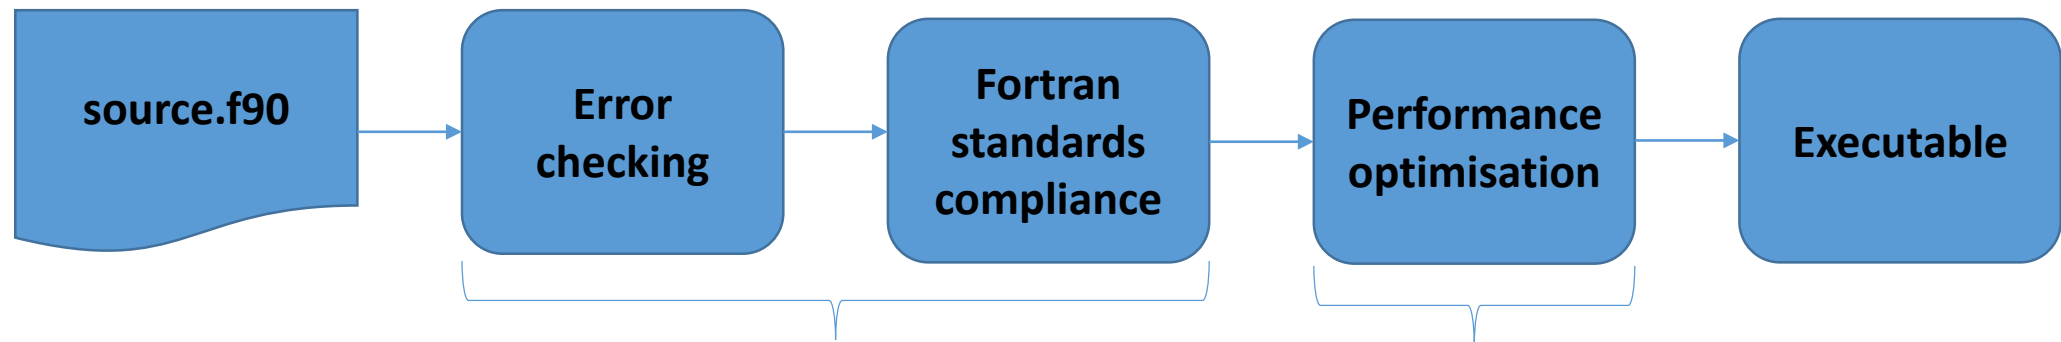 source.f90
Error
checking
Fortran
standards
compliance
Performance
optimisation
Executable